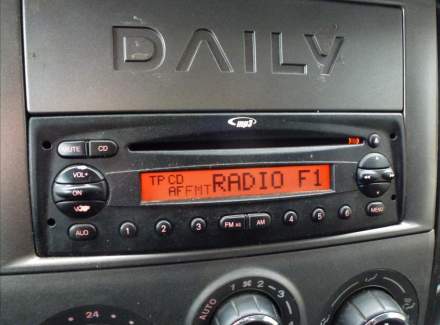 DAILY
mp3
MUTE CD
TP CD
AF FMT RADIO F1
VOL+
ON
AUD 1 2 3 FM AS AM 4 5 6 MENU
24
AUTO 1 2 3